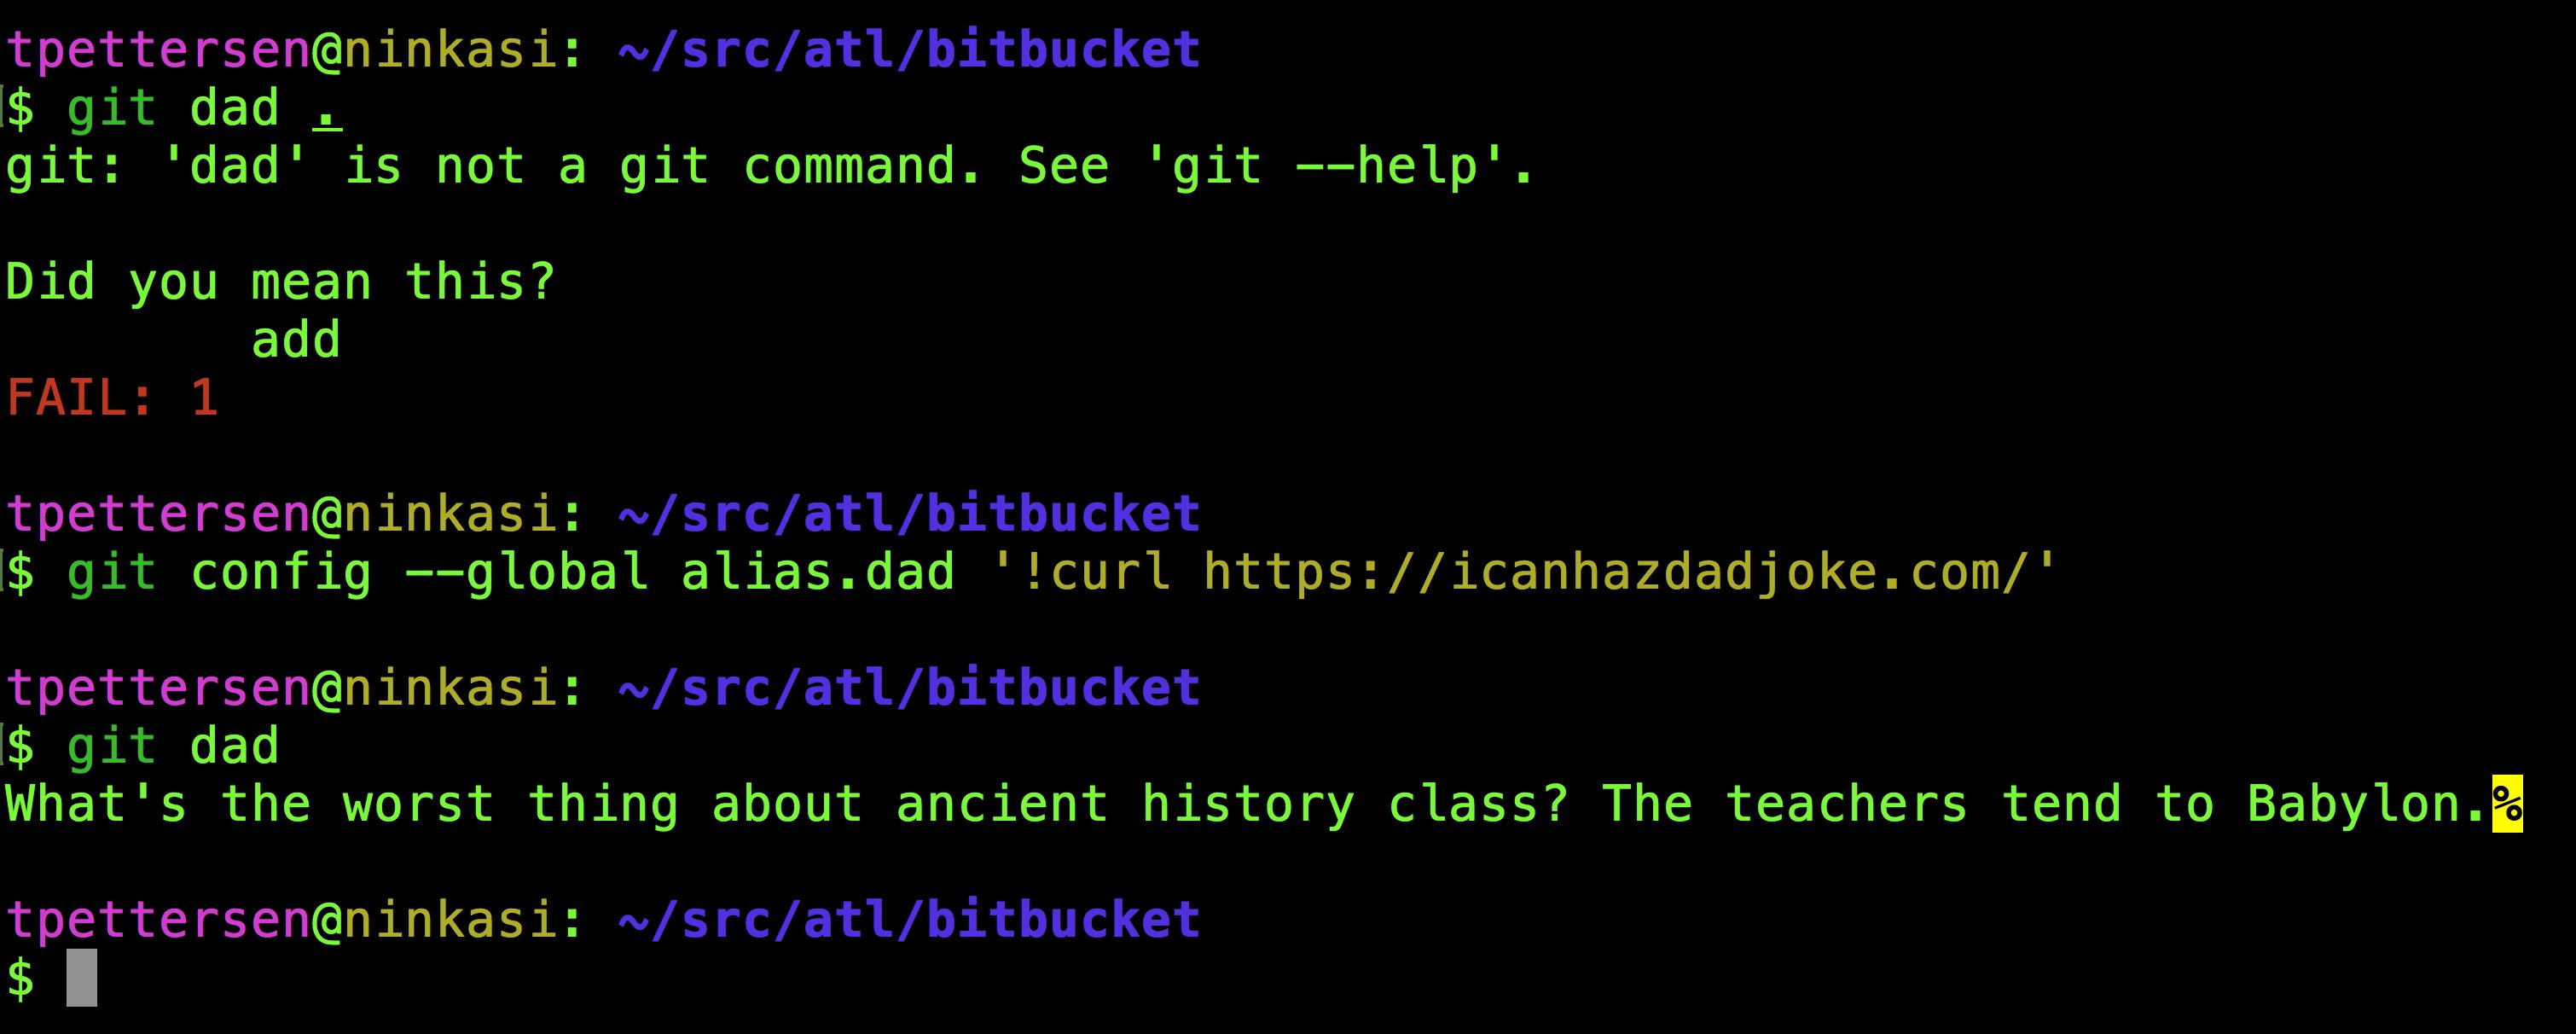 tpettersen@ninkasi: ~/src/atl/bitbucket
$ git dad .
git: 'dad' is not a git command. See 'git --help'.
Did you mean this?
        add
FAIL: 1
tpettersen@ninkasi: ~/src/atl/bitbucket
$ git config --global alias.dad '!curl https://icanhazdadjoke.com/'
tpettersen@ninkasi: ~/src/atl/bitbucket
$ git dad
What's the worst thing about ancient history class? The teachers tend to Babylon.%
tpettersen@ninkasi: ~/src/atl/bitbucket
$